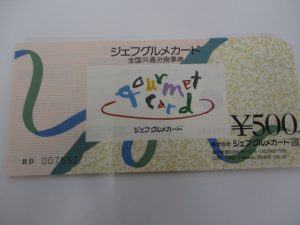 ジェフグルメカード
全国共通お食事券
gourmet
card
ジェフグルメカード
¥500
株式会社 ジェフグルメカード
RD 007557